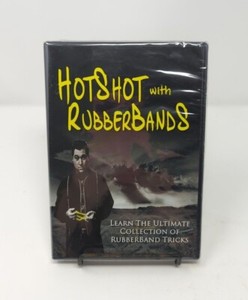 HOTSHOT WITH
RUBBERBANDS
LEARN THE ULTIMATE
COLLECTION OF
RUBBERBAND TRICKS